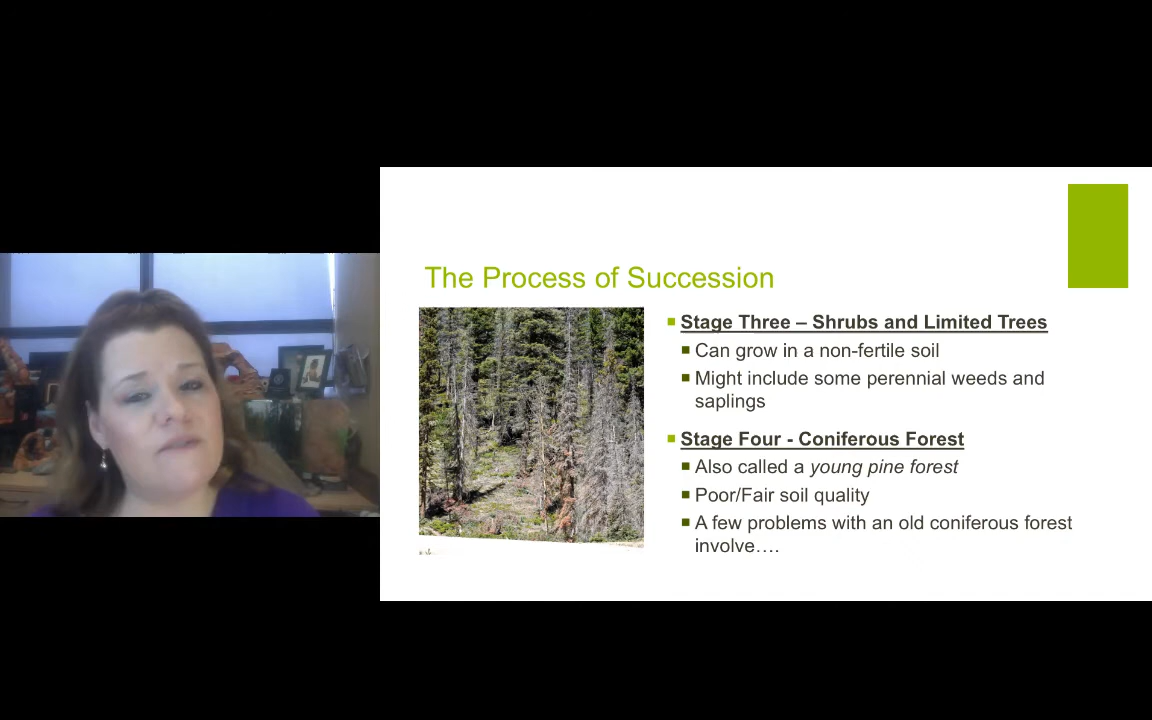 The Process of Succession
Stage Three – Shrubs and Limited Trees
Can grow in a non-fertile soil
Might include some perennial weeds and
saplings
Stage Four - Coniferous Forest
Also called a young pine forest
Poor/Fair soil quality
A few problems with an old coniferous forest
involve….